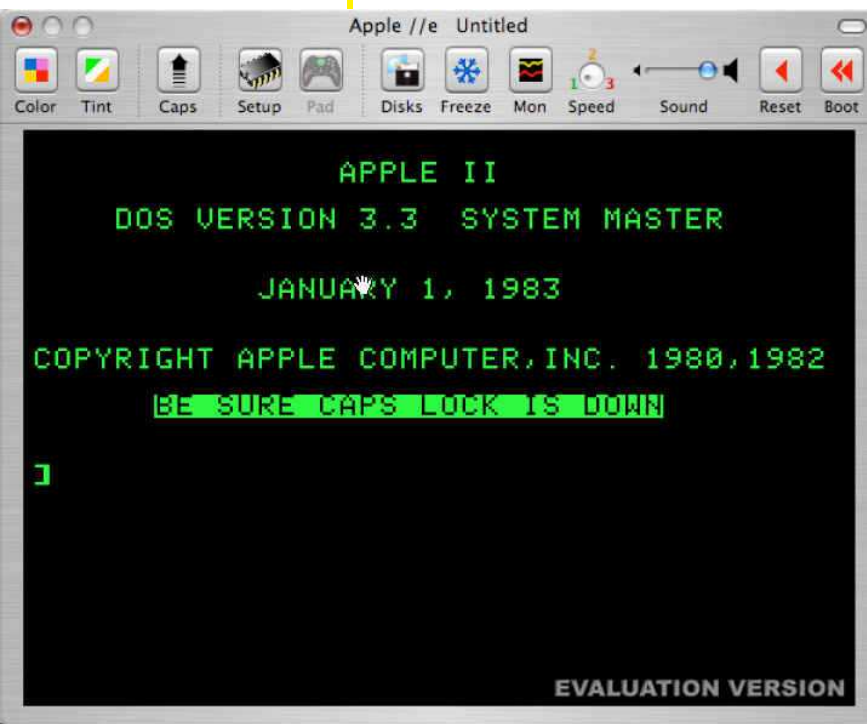 Apple //e Untitled
2
1 3
Color Tint Caps Setup Pad Disks Freeze Mon Speed Sound Reset Boot
APPLE II
DOS VERSION 3.3 SYSTEM MASTER
JANUARY 1, 1983
COPYRIGHT APPLE COMPUTER,INC. 1980,1982
BE SURE CAPS LOCK IS DOWN
]
EVALUATION VERSION